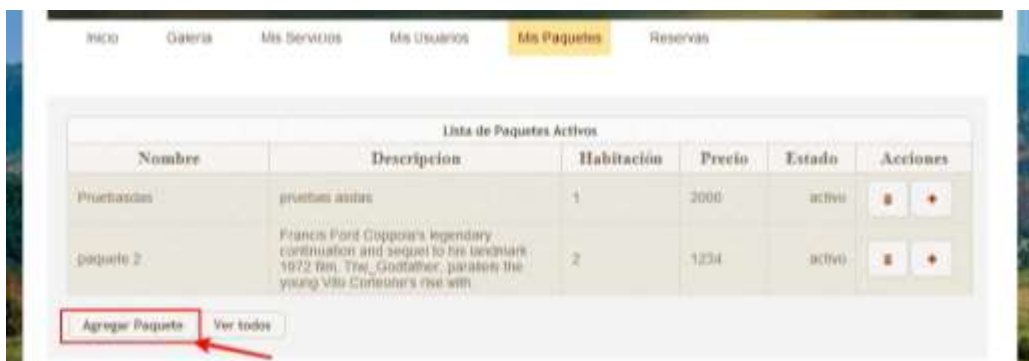 Inicio Galeria Mis Servicios Mis Usuarios Mis Paquetes Reservas
Lista de Paquetes Activos
Nombre Descripcion Habitación Precio Estado Acciones
Pruebasdas pruebas asdas 1 2000 activo
paquete 2 Francis Ford Coppola's legendary
continuation and sequel to his landmark
1972 film, The_Godfather, parallels the
young Vito Corleone's rise with 2 1234 activo
Agregar Paquete Ver todos